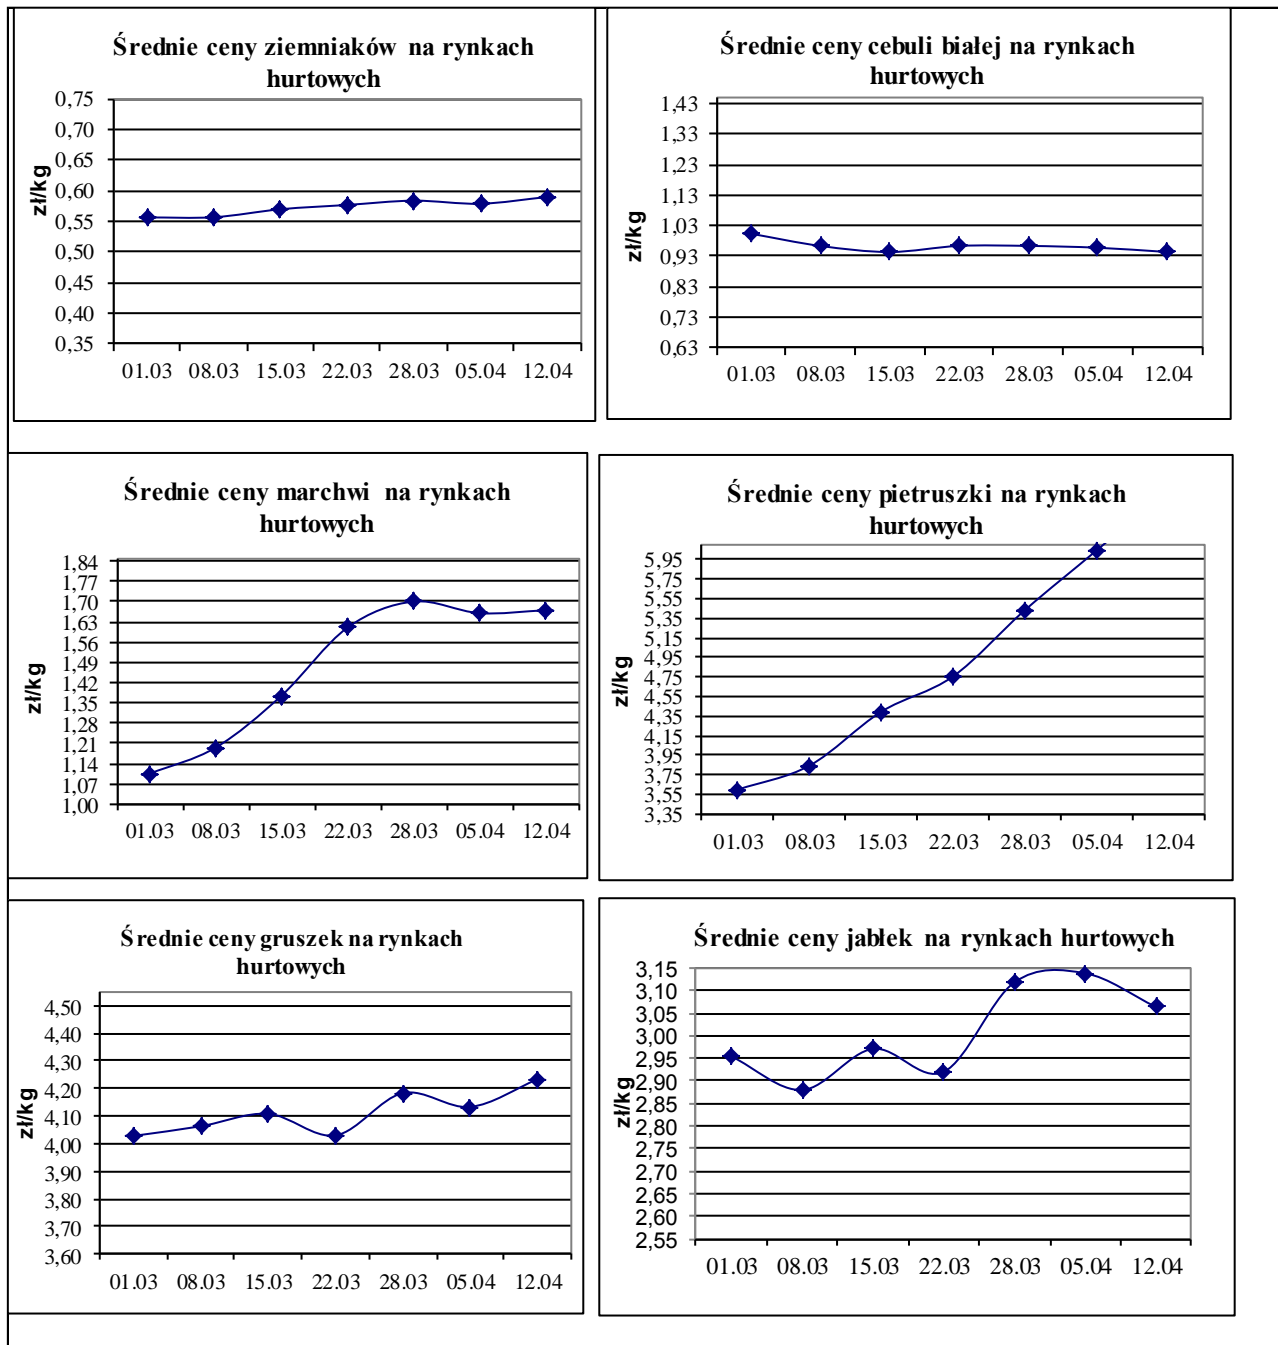 Średnie ceny ziemniaków na rynkach
hurtowych
zł/kg
0,75
0,70
0,65
0,60
0,55
0,50
0,45
0,40
0,35
01.03 08.03 15.03 22.03 28.03 05.04 12.04
Średnie ceny cebuli białej na rynkach
hurtowych
zł/kg
1,43
1,33
1,23
1,13
1,03
0,93
0,83
0,73
0,63
01.03 08.03 15.03 22.03 28.03 05.04 12.04
Średnie ceny marchwi na rynkach
hurtowych
zł/kg
1,84
1,77
1,70
1,63
1,56
1,49
1,42
1,35
1,28
1,21
1,14
1,07
1,00
01.03 08.03 15.03 22.03 28.03 05.04 12.04
Średnie ceny pietruszki na rynkach
hurtowych
zł/kg
5,95
5,75
5,55
5,35
5,15
4,95
4,75
4,55
4,35
4,15
3,95
3,75
3,55
3,35
01.03 08.03 15.03 22.03 28.03 05.04 12.04
Średnie ceny gruszek na rynkach
hurtowych
zł/kg
4,50
4,40
4,30
4,20
4,10
4,00
3,90
3,80
3,70
3,60
01.03 08.03 15.03 22.03 28.03 05.04 12.04
Średnie ceny jabłek na rynkach hurtowych
zł/kg
3,15
3,10
3,05
3,00
2,95
2,90
2,85
2,80
2,75
2,70
2,65
2,60
2,55
01.03 08.03 15.03 22.03 28.03 05.04 12.04